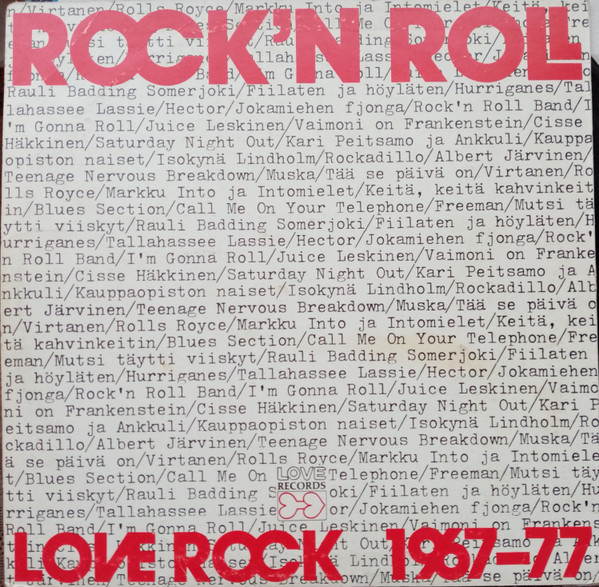 n/Virtanen/Rolls Royce/Markku Into ja Intomielet/Keitä, kei
ROCK'N ROLL
Rauli Badding Somerjoki/Fiilaten ja höyläten/Hurriganes/Tal
lahassee Lassie/Hector/Jokamiehen fjonga/Rock'n Roll Band/I
'm Gonna Roll/Juice Leskinen/Vaimoni on Frankenstein/Cisse
Häkkinen/Saturday Night Out/Kari Peitsamo ja Ankkuli/Kauppa
opiston naiset/Isokynä Lindholm/Rockadillo/Albert Järvinen/
Teenage Nervous Breakdown/Muska/Tää se päivä on/Virtanen/Ro
lls Royce/Markku Into ja Intomielet/Keitä, keitä kahvinkeit
in/Blues Section/Call Me On Your Telephone/Freeman/Mutsi tä
ytti viiskyt/Rauli Badding Somerjoki/Fiilaten ja höyläten/H
urriganes/Tallahassee Lassie/Hector/Jokamiehen fjonga/Rock'
n Roll Band/I'm Gonna Roll/Juice Leskinen/Vaimoni on Franke
nstein/Cisse Häkkinen/Saturday Night Out/Kari Peitsamo ja A
nkkuli/Kauppaopiston naiset/Isokynä Lindholm/Rockadillo/Alb
ert Järvinen/Teenage Nervous Breakdown/Muska/Tää se päivä o
n/Virtanen/Rolls Royce/Markku Into ja Intomielet/Keitä, kei
tä kahvinkeitin/Blues Section/Call Me On Your Telephone/Fre
eman/Mutsi täytti viiskyt/Rauli Badding Somerjoki/Fiilaten
ja höyläten/Hurriganes/Tallahassee Lassie/Hector/Jokamiehen
fjonga/Rock'n Roll Band/I'm Gonna Roll/Juice Leskinen/Vaimo
ni on Frankenstein/Cisse Häkkinen/Saturday Night Out/Kari P
eitsamo ja Ankkuli/Kauppaopiston naiset/Isokynä Lindholm/Ro
ckadillo/Albert Järvinen/Teenage Nervous Breakdown/Muska/Tä
ä se päivä on/Virtanen/Rolls Royce/Markku Into ja Intomiele
t/Blues Section/Call Me On LOVE Telephone/Freeman/Mutsi täy
tti viiskyt/Rauli Badding S RECORDS oki/Fiilaten ja höyläten/Hu
rriganes/Tallahassee Lassie or/Jokamiehen fjonga/Rock'n
Roll Band/I'm Gonna Roll/Juice Leskinen/Vaimoni on Frankens
LOVE ROCK 1967-77